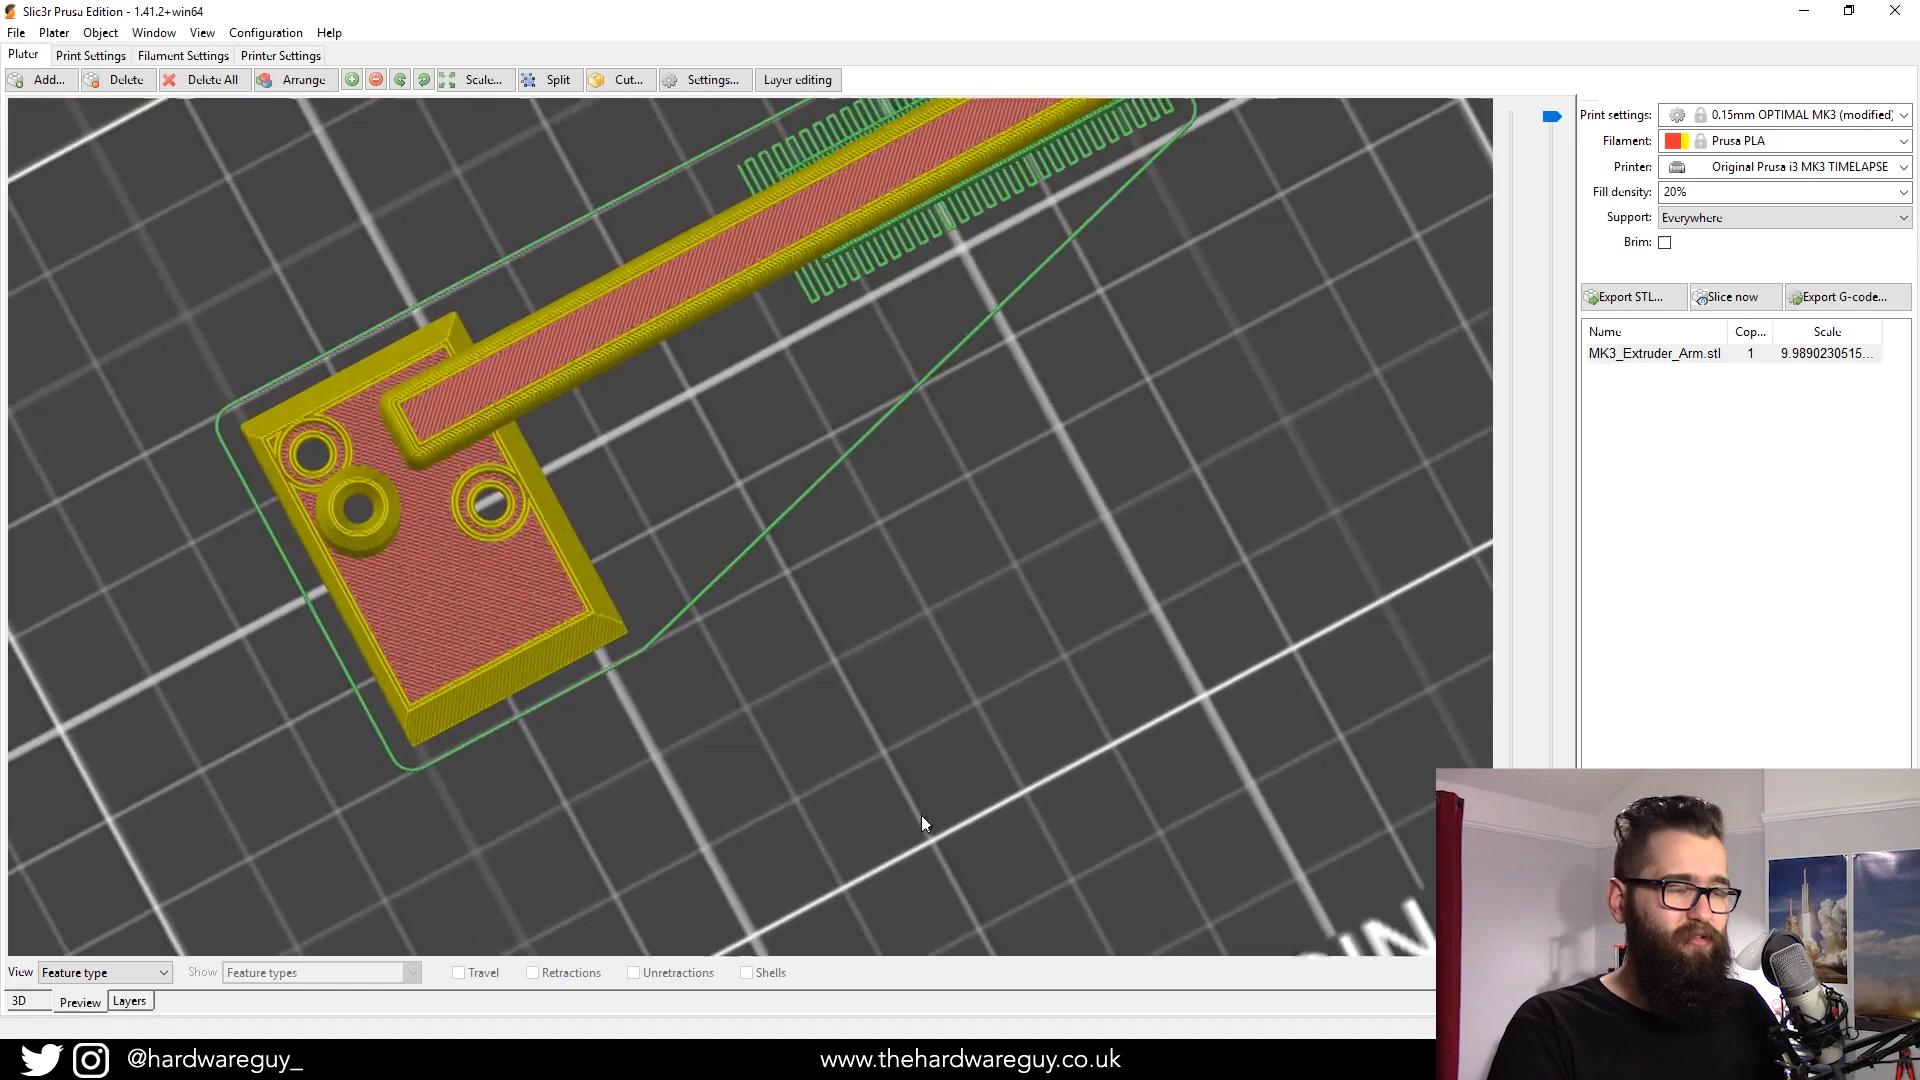 Slic3r Prusa Edition - 1.41.2+win64
File Plater Object Window View Configuration Help
Plater Print Settings Filament Settings Printer Settings
Add... Delete Delete All Arrange Scale... Split Cut... Settings... Layer editing
Print settings: 0.15mm OPTIMAL MK3 (modified)
Filament: Prusa PLA
Printer: Original Prusa i3 MK3 TIMELAPSE
Fill density: 20%
Support: Everywhere
Brim:
Export STL... Slice now Export G-code...
Name Cop... Scale
MK3_Extruder_Arm.stl 1 9.9890230515...
View Feature type Show Feature types Travel Retractions Unretractions Shells
3D Preview Layers
@hardwareguy_ www.thehardwareguy.co.uk